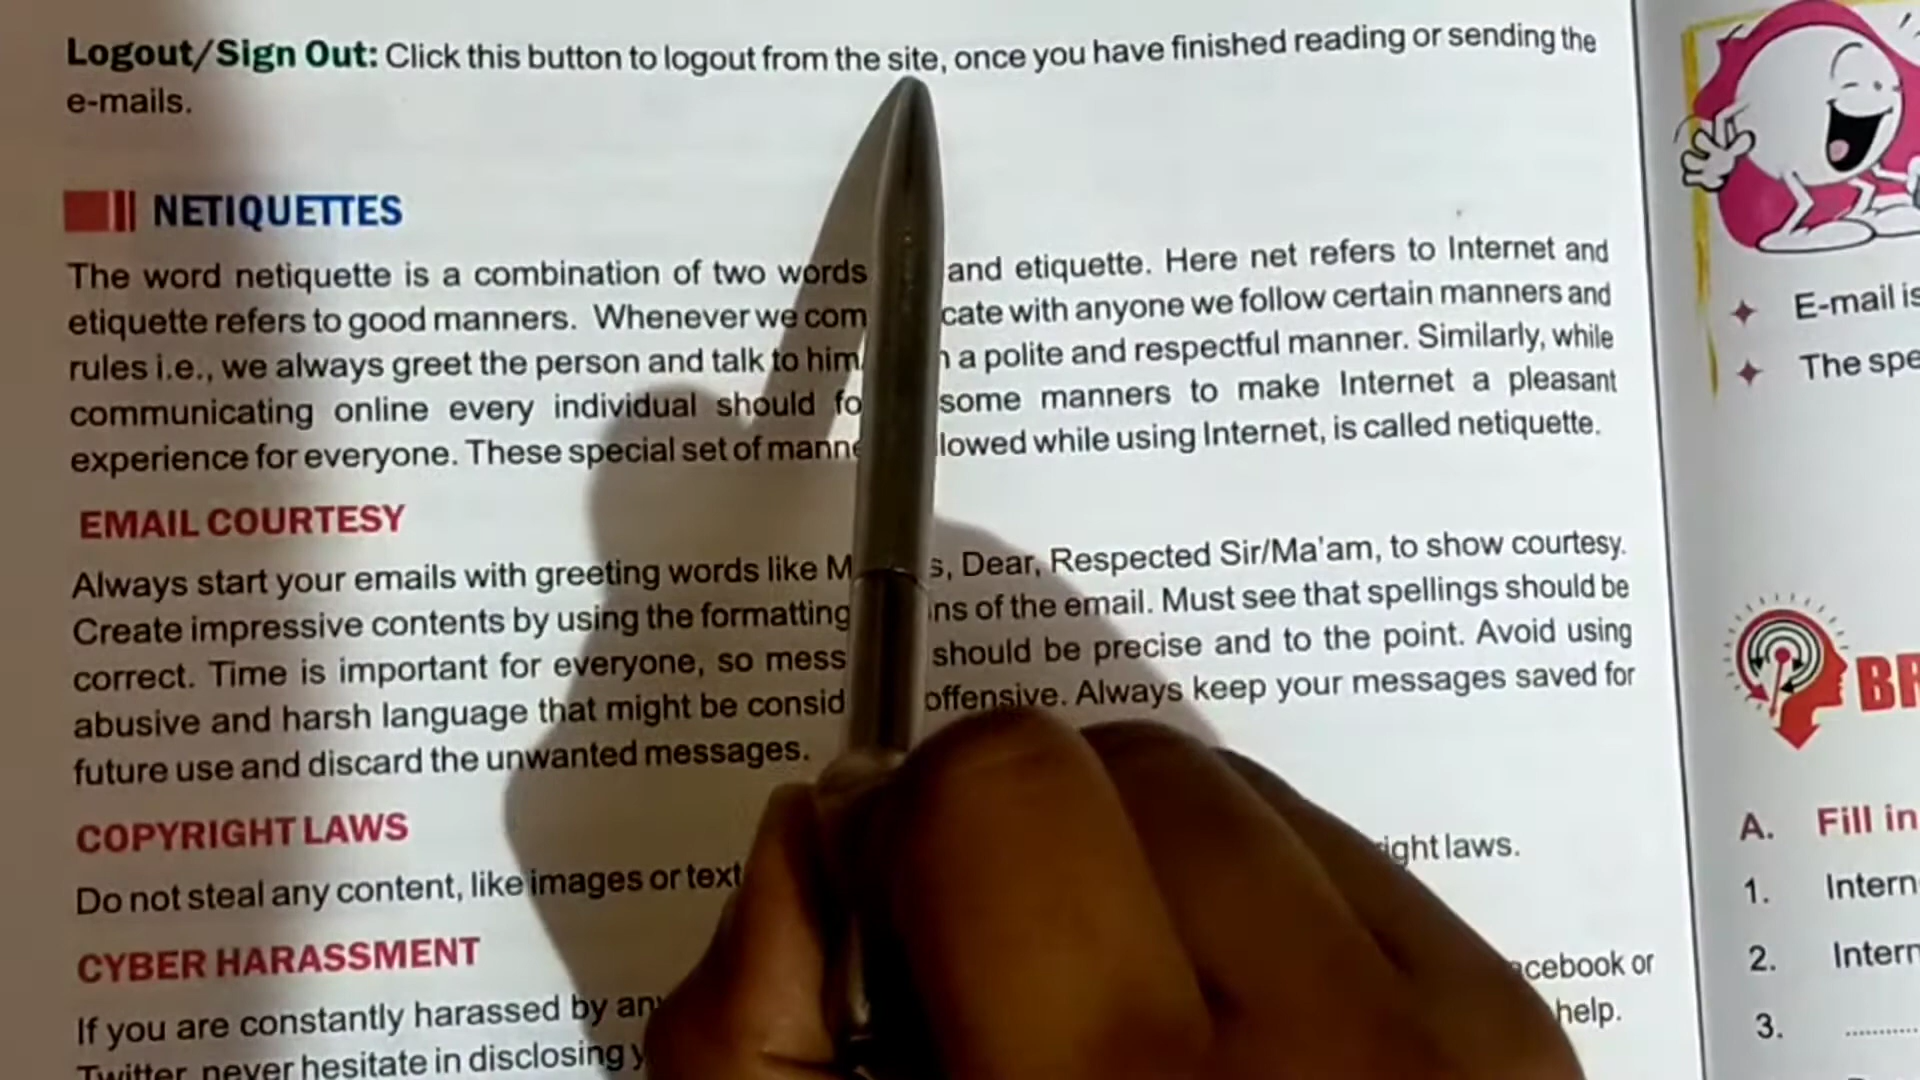 Logout/Sign Out: Click this button to logout from the site, once you have finished reading or sending the
e-mails.
NETIQUETTES
The word netiquette is a combination of two words and etiquette. Here net refers to Internet and
etiquette refers to good manners. Whenever we com cate with anyone we follow certain manners and
rules i.e., we always greet the person and talk to him a polite and respectful manner. Similarly, while
communicating online every individual should fo some manners to make Internet a pleasant
experience for everyone. These special set of manne lowed while using Internet, is called netiquette.
EMAIL COURTESY
Always start your emails with greeting words like M s, Dear, Respected Sir/Ma'am, to show courtesy.
Create impressive contents by using the formatting ns of the email. Must see that spellings should be
correct. Time is important for everyone, so mess should be precise and to the point. Avoid using
abusive and harsh language that might be consid offensive. Always keep your messages saved for
future use and discard the unwanted messages.
COPYRIGHT LAWS
Do not steal any content, like images or text ight laws.
CYBER HARASSMENT
If you are constantly harassed by an acebook or
Twitter, never hesitate in disclosing y help.
E-mail is
The spe
BR
A. Fill in
1. Intern
2. Intern
3. ..........